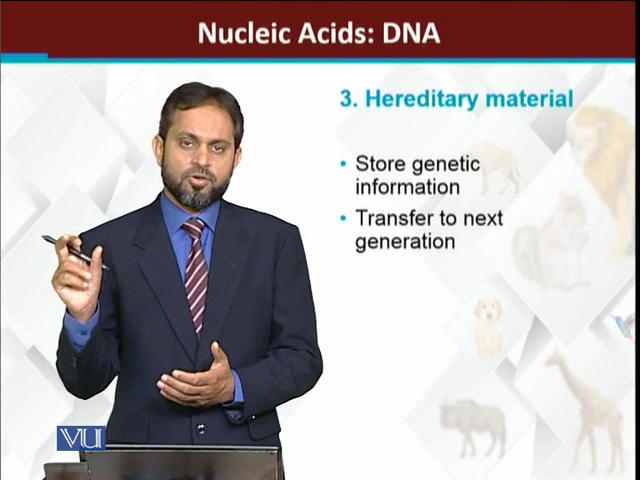 Nucleic Acids: DNA
3. Hereditary material
• Store genetic
information
• Transfer to next
generation
VU